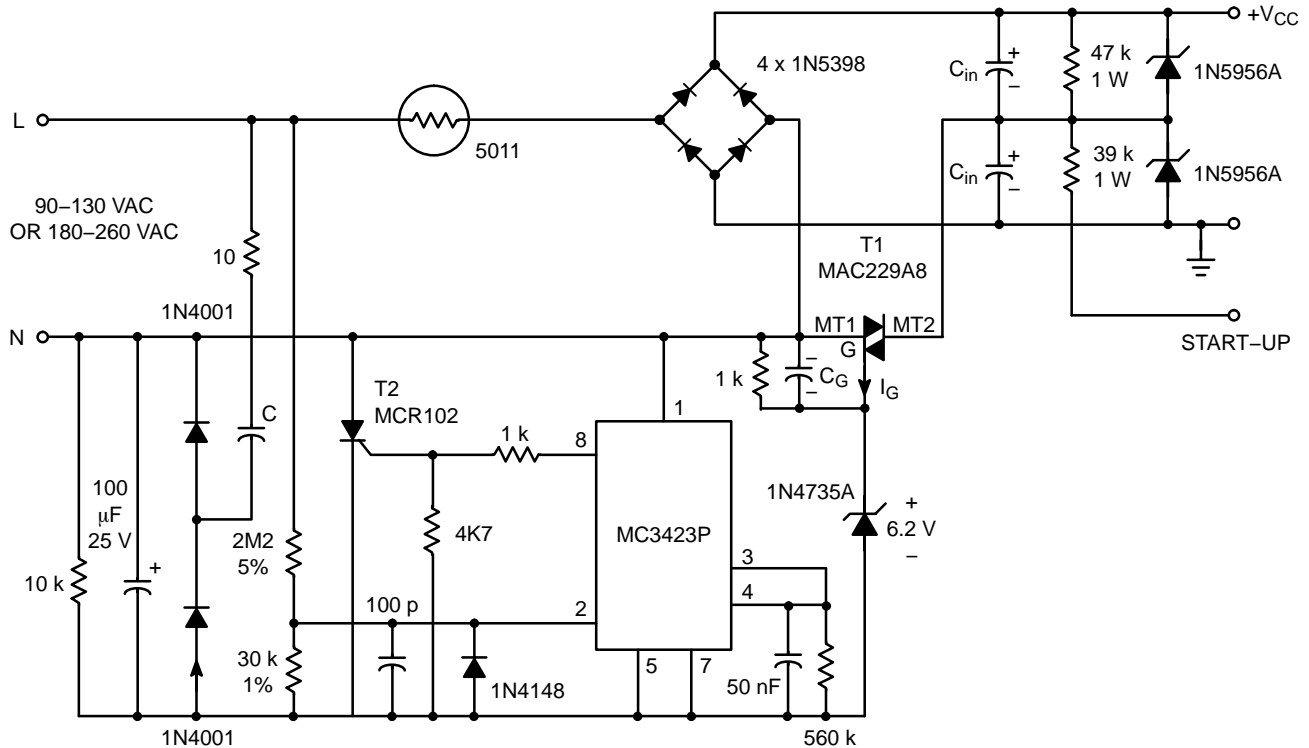 +VCC
4 x 1N5398
Cin
+
−
47 k
1 W
1N5956A
L
5011
Cin
+
−
39 k
1 W
1N5956A
90–130 VAC
OR 180–260 VAC
10
T1
MAC229A8
1N4001
N
MT1
MT2
G
START–UP
1 k
−
CG
−
IG
T2
MCR102
C
1
1 k
8
100
μF
25 V
+
10 k
2M2
5%
4K7
MC3423P
1N4735A
+
6.2 V
−
3
4
100 p
2
30 k
1%
1N4148
5
7
50 nF
1N4001
560 k